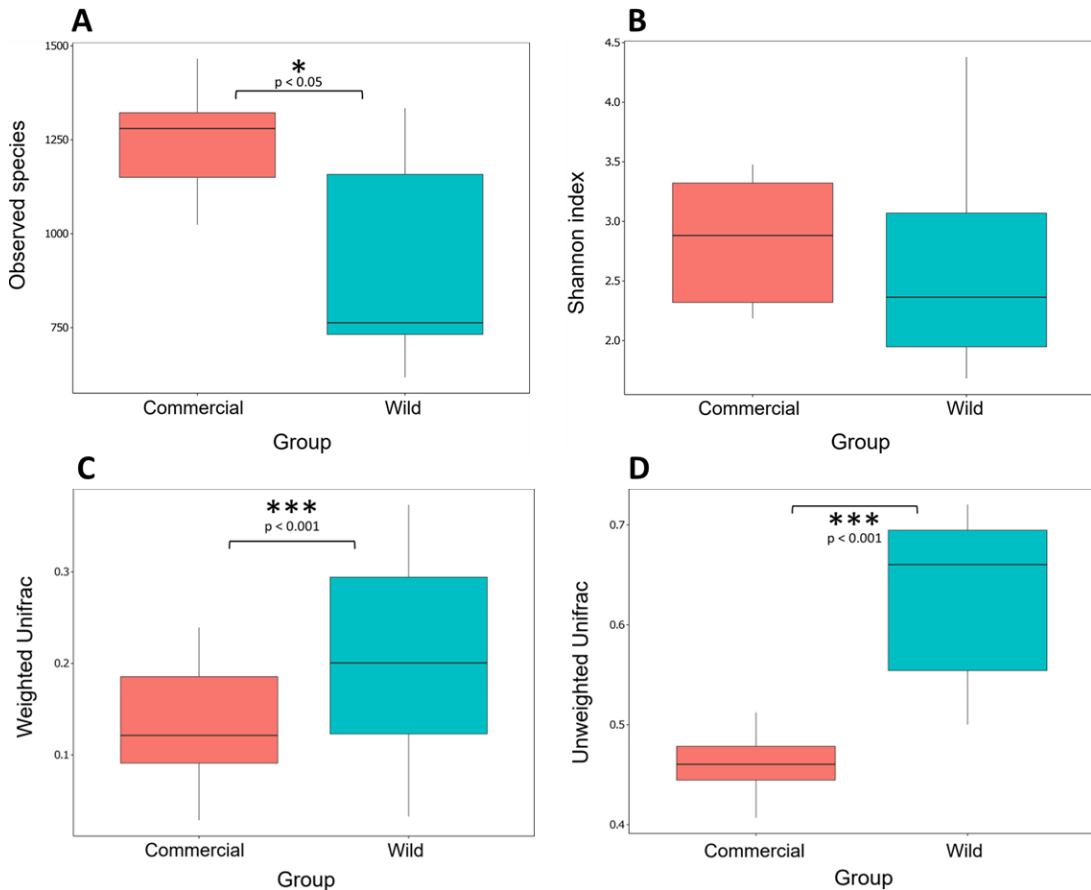 A
Observed species
1500
1250
1000
750
*
p < 0.05
Commercial
Wild
Group
B
Shannon index
4.5
4.0
3.5
3.0
2.5
2.0
Commercial
Wild
Group
C
Weighted Unifrac
0.3
0.2
0.1
***
p < 0.001
Commercial
Wild
Group
D
Unweighted Unifrac
0.7
0.6
0.5
0.4
***
p < 0.001
Commercial
Wild
Group